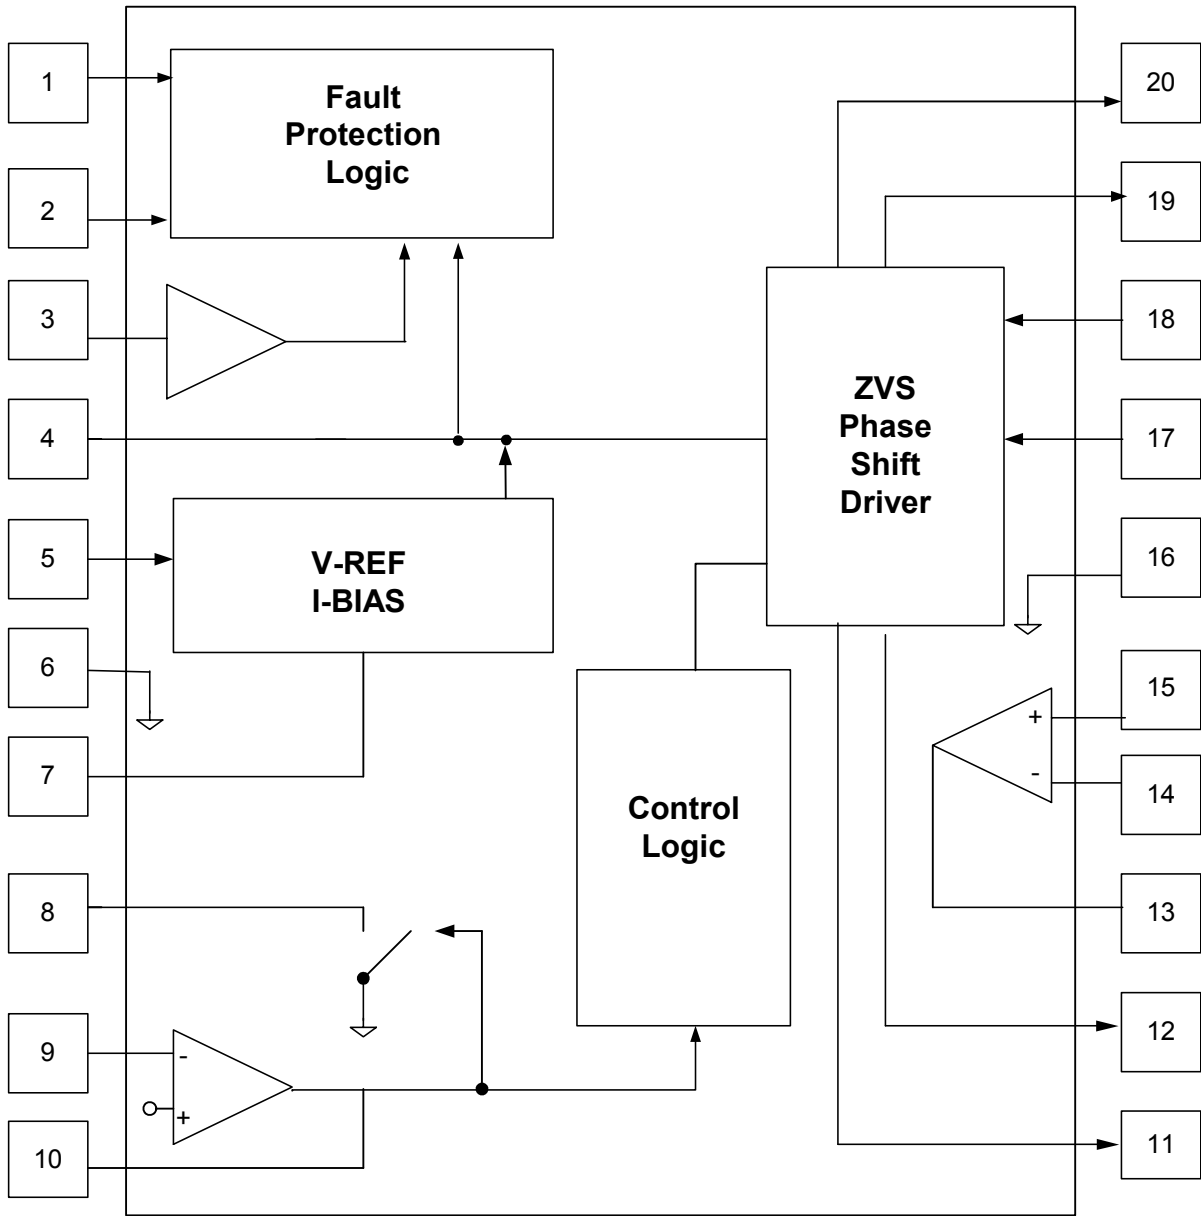 1
Fault
Protection
Logic
20
2
19
3
18
4
ZVS
Phase
Shift
Driver
17
5
V-REF
I-BIAS
16
6
15
+
-
14
7
Control
Logic
8
13
9
-
+
12
10
11